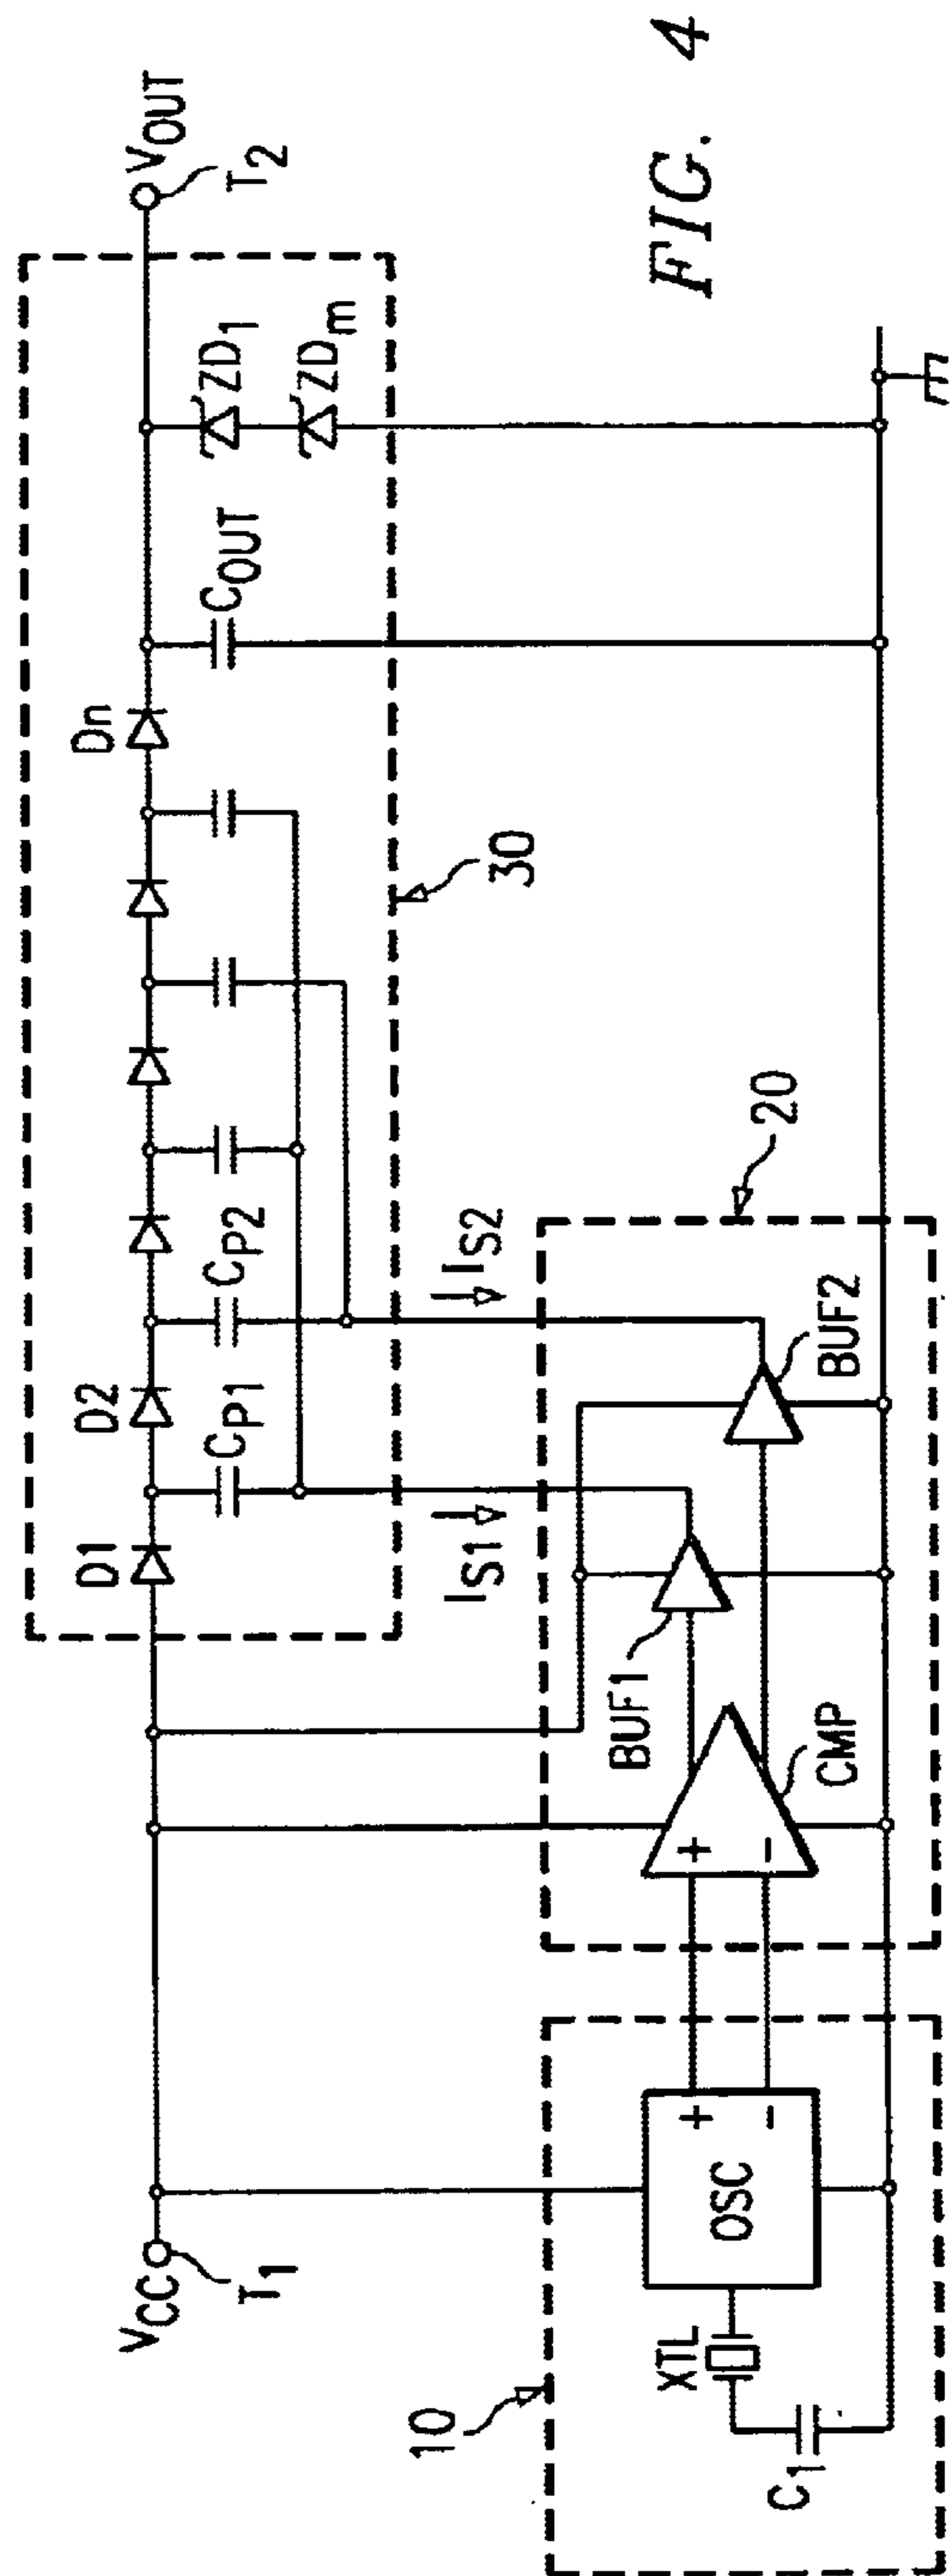 V_CC
T_1
D1
D2
Dn
V_OUT
T_2
C_P1
C_P2
C_OUT
ZD_1
ZD_m
30
I_S1
I_S2
20
10
XTL
C_1
OSC
+
−
+
−
CMP
BUF1
BUF2
FIG. 4